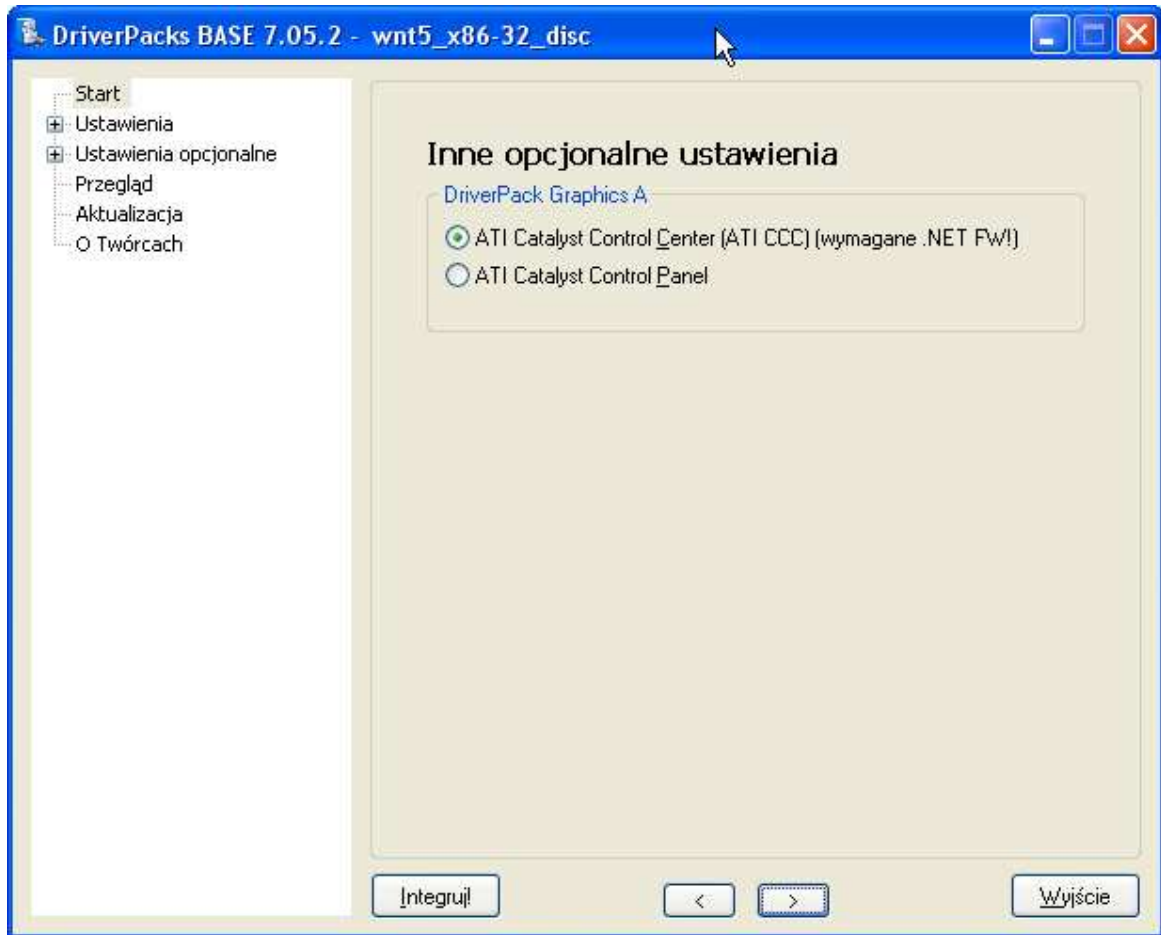 DriverPacks BASE 7.05.2 - wnt5_x86-32_disc
Start
Ustawienia
Ustawienia opcjonalne
Przegląd
Aktualizacja
O Twórcach
Inne opcjonalne ustawienia
DriverPack Graphics A
ATI Catalyst Control Center (ATI CCC) (wymagane .NET FW!)
ATI Catalyst Control Panel
Integruj!
< >
Wyjście